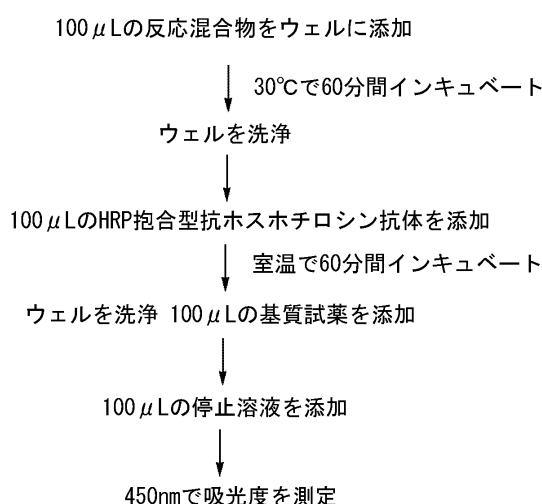 100μLの反応混合物をウェルに添加
30℃で60分間インキュベート
ウェルを洗浄
100μLのHRP抱合型抗ホスホチロシン抗体を添加
室温で60分間インキュベート
ウェルを洗浄 100μLの基質試薬を添加
100μLの停止溶液を添加
450nmで吸光度を測定